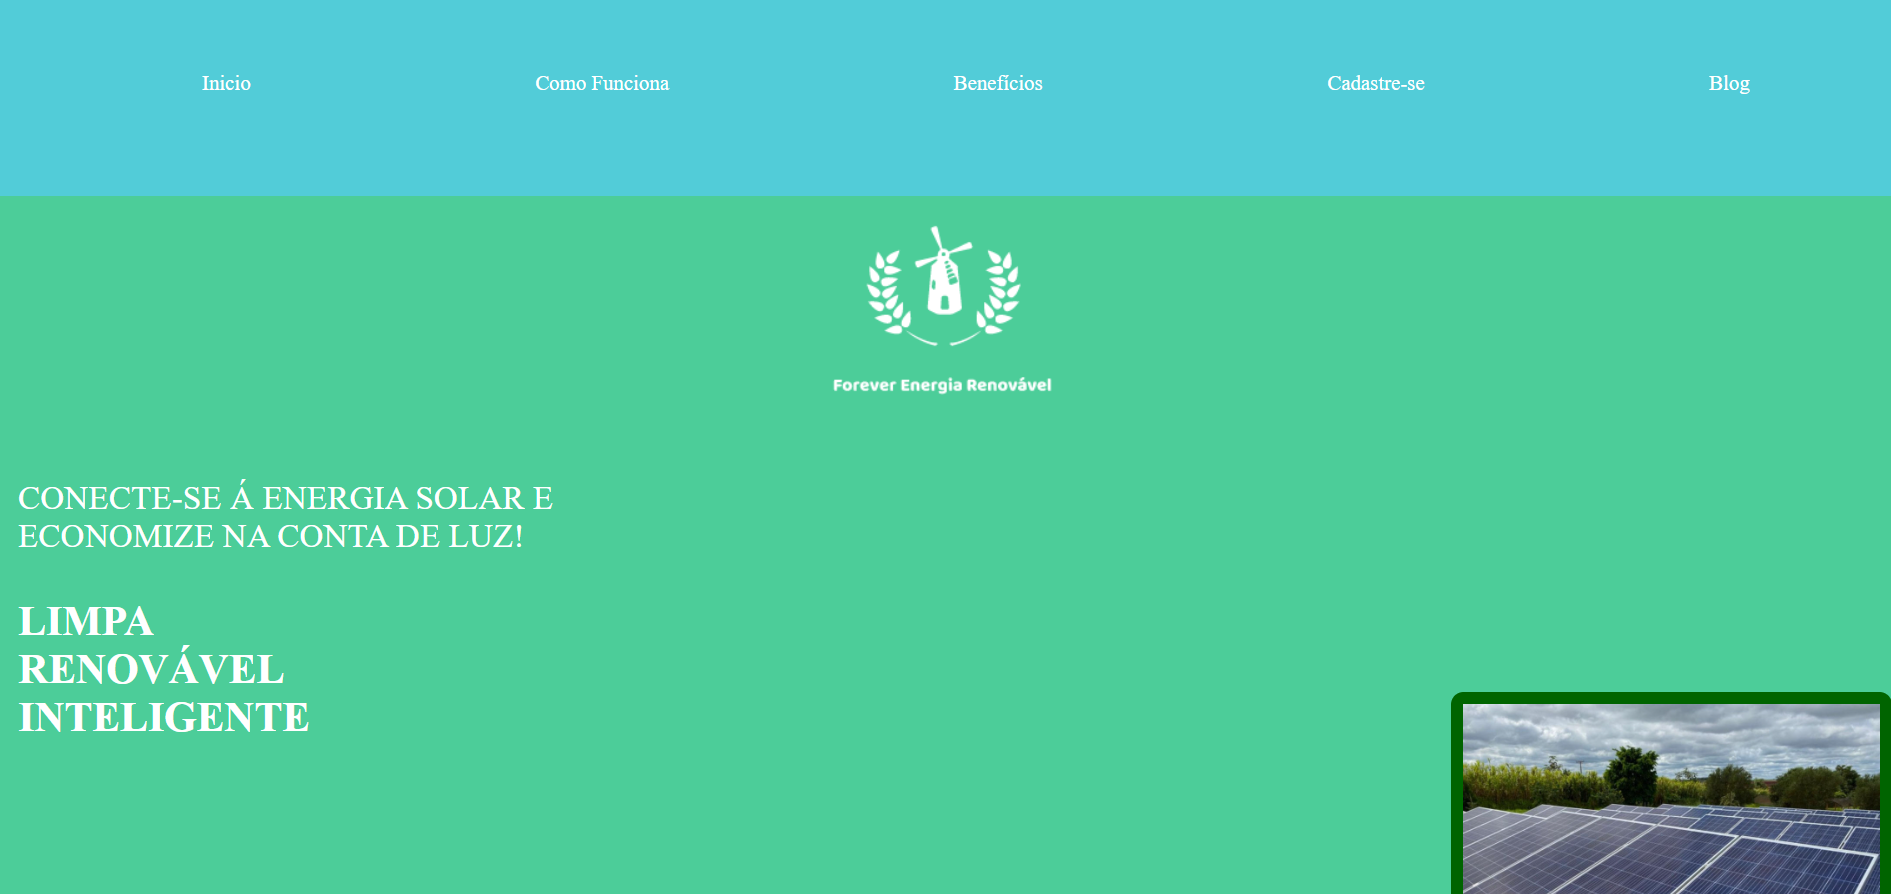 Inicio
Como Funciona
Benefícios
Cadastre-se
Blog
Forever Energia Renovável
CONECTE-SE Á ENERGIA SOLAR E
ECONOMIZE NA CONTA DE LUZ!
LIMPA
RENOVÁVEL
INTELIGENTE